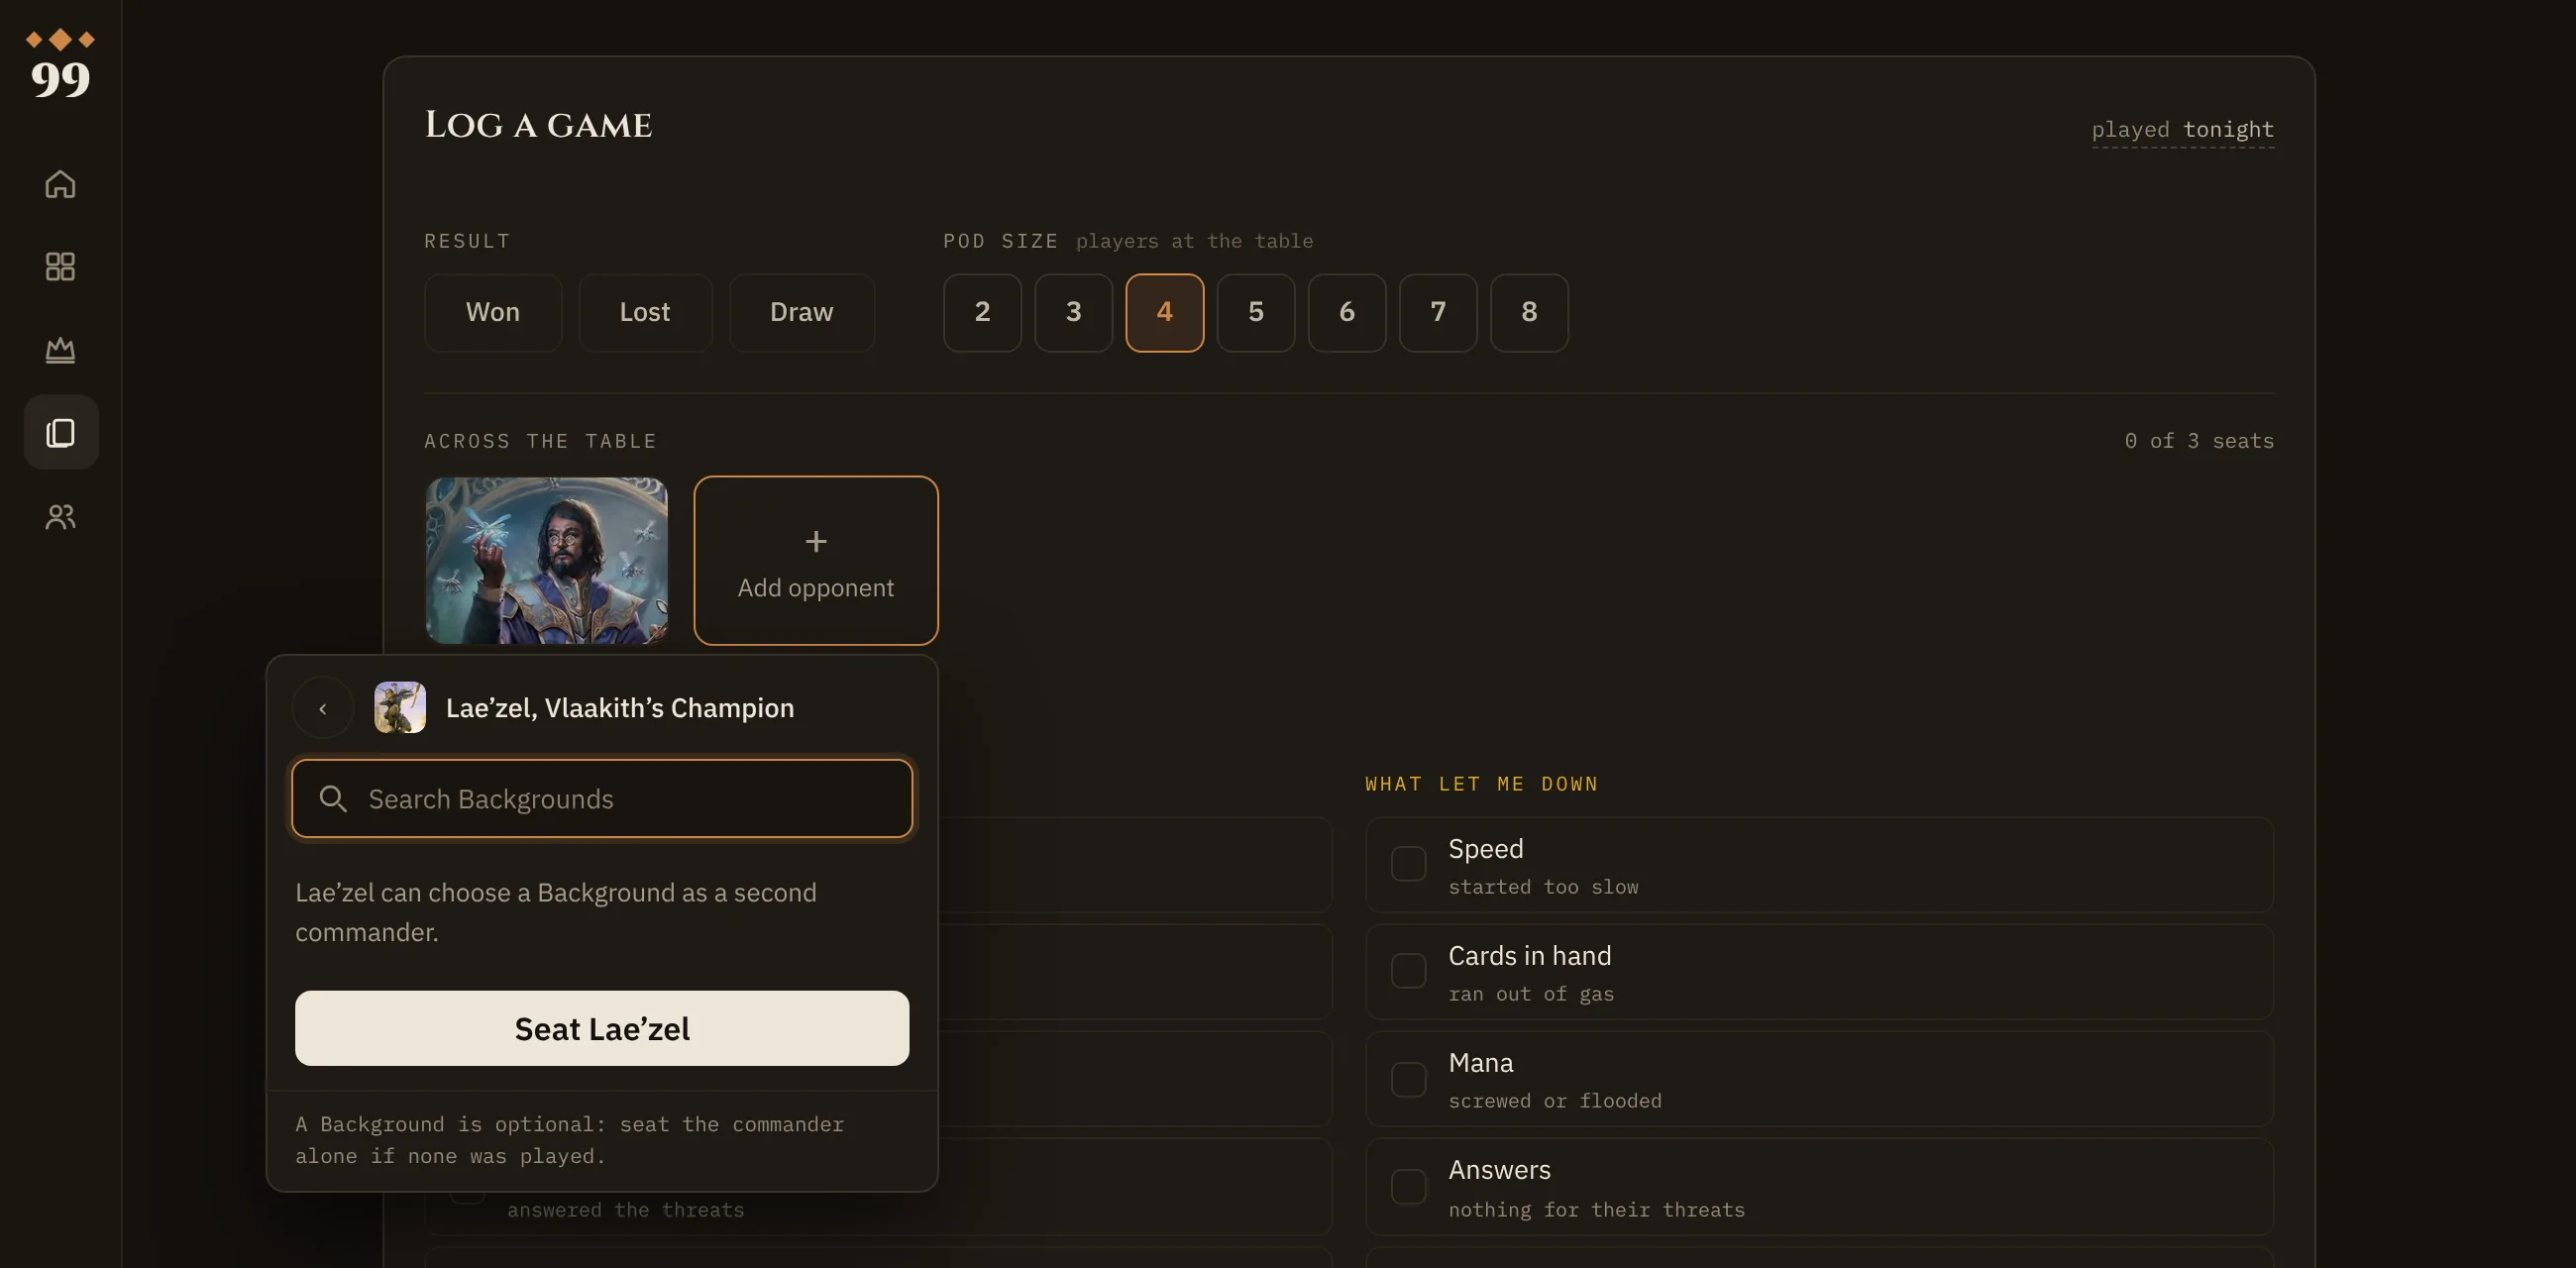 99
Log a game
played tonight
RESULT
POD SIZE players at the table
Won
Lost
Draw
2
3
4
5
6
7
8
ACROSS THE TABLE
0 of 3 seats
+
Add opponent
‹
Lae’zel, Vlaakith’s Champion
Search Backgrounds
Lae’zel can choose a Background as a second
commander.
Seat Lae’zel
A Background is optional: seat the commander
alone if none was played.
answered the threats
WHAT LET ME DOWN
Speed
started too slow
Cards in hand
ran out of gas
Mana
screwed or flooded
Answers
nothing for their threats